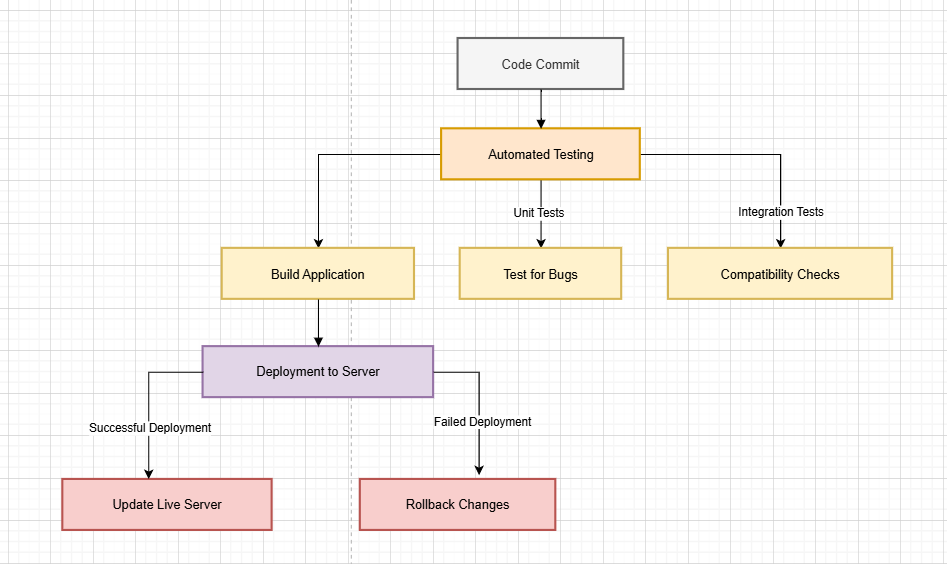 Code Commit
Automated Testing
Unit Tests
Integration Tests
Build Application
Test for Bugs
Compatibility Checks
Deployment to Server
Successful Deployment
Failed Deployment
Update Live Server
Rollback Changes